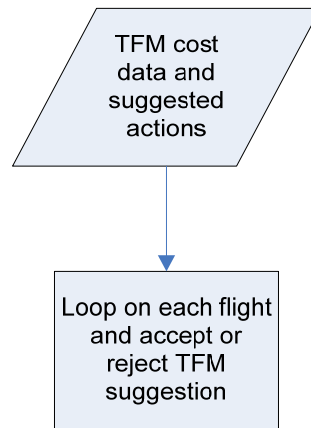 TFM cost
data and
suggested
actions
Loop on each flight
and accept or
reject TFM
suggestion